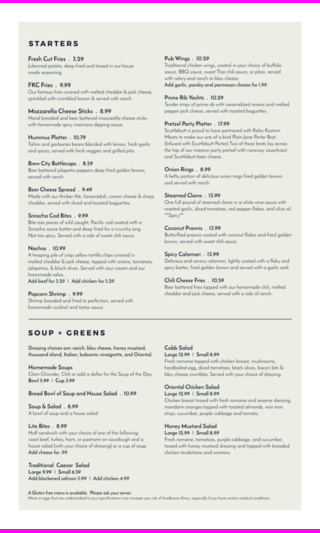 STARTERS
Fresh Cut Fries . 3.29
Julienned potato, deep fried and tossed in our house
made seasoning.
FKC Fries . 9.99
Our famous fries covered with melted cheddar & jack cheese,
sprinkled with crumbled bacon & served with ranch.
Mozzarella Cheese Sticks . 8.99
Hand breaded and beer battered mozzarella cheese sticks
with homemade spicy marinara dipping sauce.
Hummus Platter . 10.79
Tahini and garbanzo beans blended with lemon, fresh garlic
and spices, served with fresh veggies and grilled pita.
Brew City Bottlecaps . 8.59
Beer battered jalapeño peppers deep fried golden brown,
served with ranch.
Beer Cheese Spread . 9.49
Made with our Amber Ale, horseradish, cream cheese & sharp
cheddar, served with sliced and toasted baguettes.
Sriracha Cod Bites . 9.99
Bite-size pieces of wild caught, Pacific cod coated with a
Sriracha sauce batter and deep fried for a crunchy zing.
Not too spicy. Served with a side of sweet chili sauce.
Nachos . 10.99
A heaping pile of crisp yellow tortilla chips covered in
melted cheddar & jack cheese, topped with onions, tomatoes,
jalapeños, & black olives. Served with sour cream and our
homemade salsa.
Add beef for 3.29 | Add chicken for 3.29
Popcorn Shrimp . 9.99
Shrimp breaded and fried to perfection, served with
homemade cocktail and tartar sauce.
Pub Wings . 10.29
Traditional chicken wings, coated in your choice of buffalo
sauce, BBQ sauce, sweet Thai chili sauce, or plain, served
with celery and ranch or bleu cheese.
Add garlic, parsley and parmesan cheese for 1.99
Prime Rib Yachts . 10.29
Tender strips of prime rib with caramelized onions and melted
pepper jack cheese, served with toasted baguettes.
Pretzel Party Platter . 17.99
Scuttlebutt is proud to have partnered with Kelso Kustom
Meats to make our one of a kind Plain Jane Porter Brat
(Infused with Scuttlebutt Porter) Two of these brats lay across
the top of our massive party pretzel with caraway sauerkraut
and Scuttlebutt beer cheese
Onion Rings . 8.99
A hefty portion of delicious onion rings fried golden brown
and served with ranch.
Steamed Clams . 13.99
One full pound of steamed clams in a white wine sauce with
roasted garlic, diced tomatoes, red pepper flakes, and olive oil
Coconut Prawns . 13.99
Butterflied prawns coated with coconut flakes and fried golden
brown, served with sweet chili sauce.
Spicy Calamari . 13.99
Delicious and savory calamari, lightly coated with a flaky and
spicy batter, fried golden brown and served with a garlic aioli.
Chili Cheese Fries . 10.59
Beer battered fries topped with our homemade chili, melted
cheddar & jack cheese, served with a side of ranch.
SOUP + GREENS
Dressing choices are: ranch, bleu cheese, honey mustard,
thousand island, Italian, balsamic vinaigrette, and Oriental.
Homemade Soups
Clam Chowder, Chili or add a dollar for the Soup of the Day
Bowl 5.99 | Cup 3.99
Bread Bowl of Soup and House Salad . 10.99
Soup & Salad . 8.99
A bowl of soup and a house salad.
Lite Bites . 8.99
Half sandwich with your choice of one of the following:
roast beef, turkey, ham, or pastrami on sourdough and a
house salad (with your choice of dressing) or a cup of soup.
Add cheese for .99
Traditional Caesar Salad
Large 9.99 | Small 6.59
Add blackened salmon 5.99 | Add chicken 4.99
Cobb Salad
Large 12.99 | Small 8.99
Fresh romaine topped with chicken breast, mushrooms,
hardboiled egg, diced tomatoes, black olives, bacon bits &
bleu cheese crumbles. Served with your choice of dressing.
Oriental Chicken Salad
Large 12.99 | Small 8.99
Chicken breast tossed with fresh romaine and sesame dressing,
mandarin oranges topped with toasted almonds, won tons
strips, cucumber, purple cabbage and tomato.
Honey Mustard Salad
Large 12.99 | Small 8.99
Fresh romaine, tomatoes, purple cabbage, and cucumber,
tossed in honey mustard dressing and topped with breaded
chicken tenderloins and wontons.
A Gluten-free menu is available. Please ask your server.
Meat or eggs that are undercooked to your specification may increase your risk of foodborne illness, especially if you have certain medical conditions.